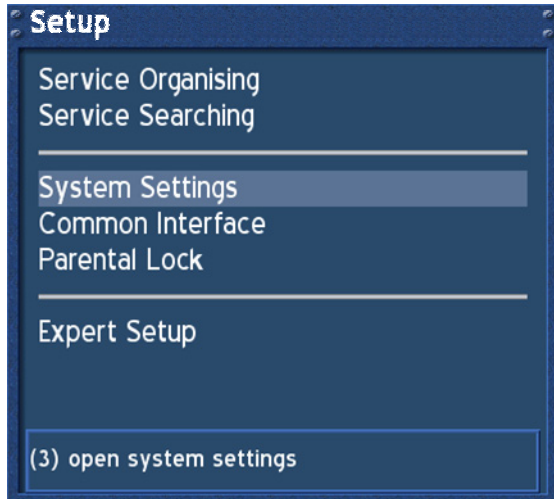 Setup
Service Organising
Service Searching
System Settings
Common Interface
Parental Lock
Expert Setup
(3) open system settings